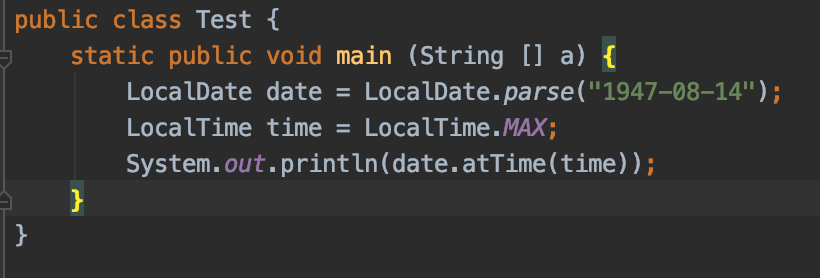 public class Test {
static public void main (String [] a) {
LocalDate date = LocalDate.parse("1947-08-14");
LocalTime time = LocalTime.MAX;
System.out.println(date.atTime(time));
}
}